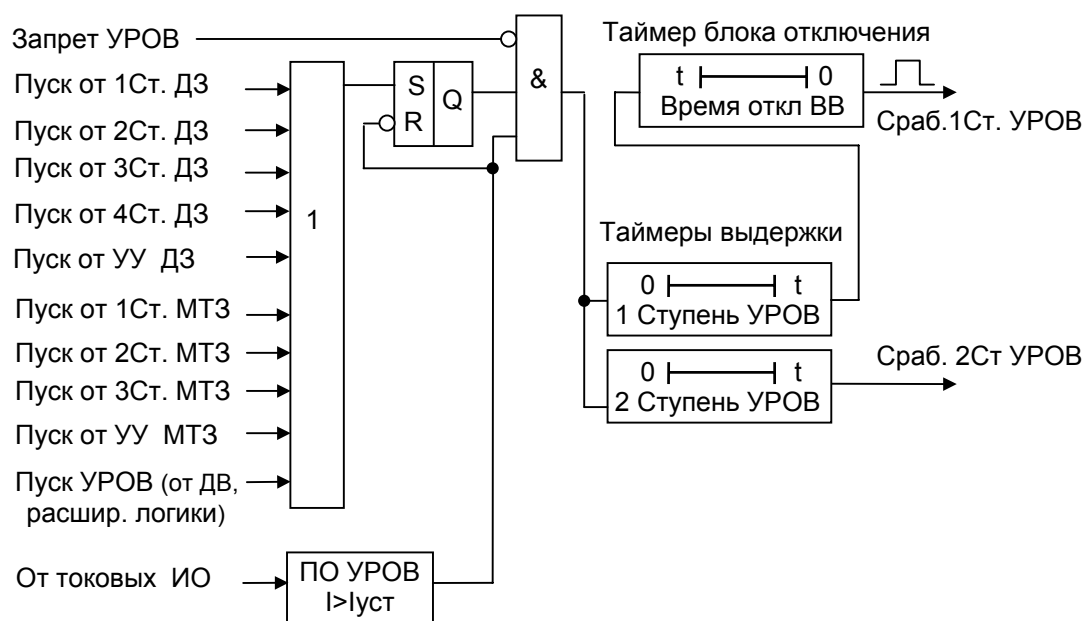 Запрет УРОВ
Пуск от 1Ст. ДЗ
Пуск от 2Ст. ДЗ
Пуск от 3Ст. ДЗ
Пуск от 4Ст. ДЗ
Пуск от УУ ДЗ
Пуск от 1Ст. МТЗ
Пуск от 2Ст. МТЗ
Пуск от 3Ст. МТЗ
Пуск от УУ МТЗ
Пуск УРОВ (от ДВ,
расшир. логики)
От токовых ИО
1
S
R
Q
&
ПО УРОВ
I>Iуст
Таймер блока отключения
t 0
Время откл ВВ
Сраб.1Ст. УРОВ
Таймеры выдержки
0 t
1 Ступень УРОВ
0 t
2 Ступень УРОВ
Сраб. 2Ст УРОВ